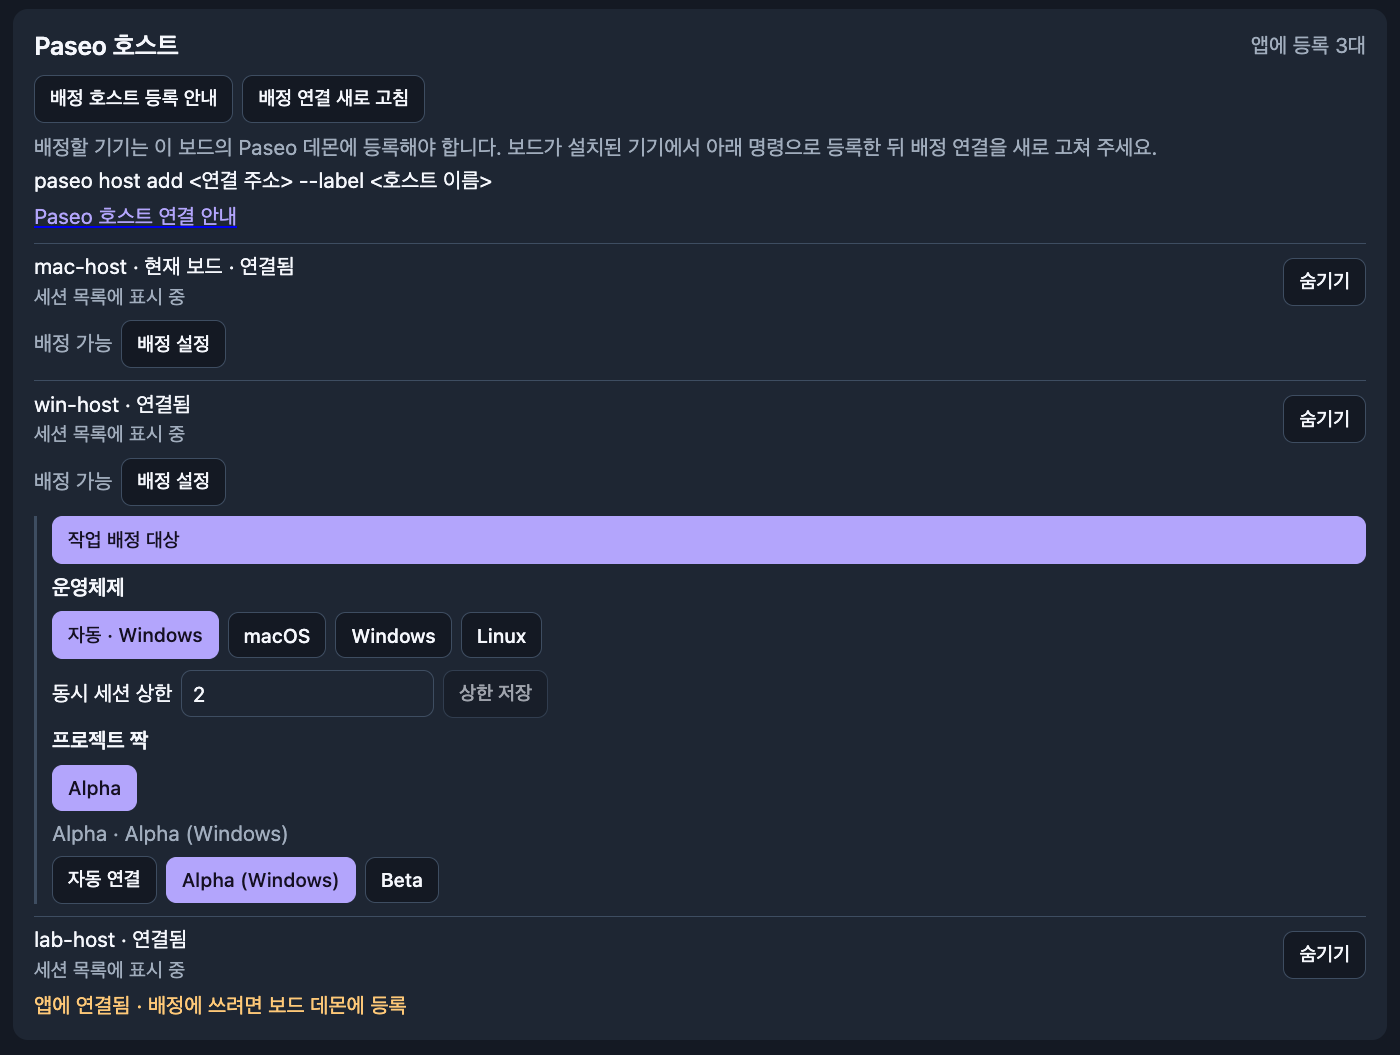 Paseo 호스트
앱에 등록 3대
배정 호스트 등록 안내 배정 연결 새로 고침
배정할 기기는 이 보드의 Paseo 데몬에 등록해야 합니다. 보드가 설치된 기기에서 아래 명령으로 등록한 뒤 배정 연결을 새로 고쳐 주세요.
paseo host add <연결 주소> --label <호스트 이름>
Paseo 호스트 연결 안내
mac-host · 현재 보드 · 연결됨
세션 목록에 표시 중
숨기기
배정 가능 배정 설정
win-host · 연결됨
세션 목록에 표시 중
숨기기
배정 가능 배정 설정
작업 배정 대상
운영체제
자동 · Windows macOS Windows Linux
동시 세션 상한 2 상한 저장
프로젝트 짝
Alpha
Alpha · Alpha (Windows)
자동 연결 Alpha (Windows) Beta
lab-host · 연결됨
세션 목록에 표시 중
숨기기
앱에 연결됨 · 배정에 쓰려면 보드 데몬에 등록